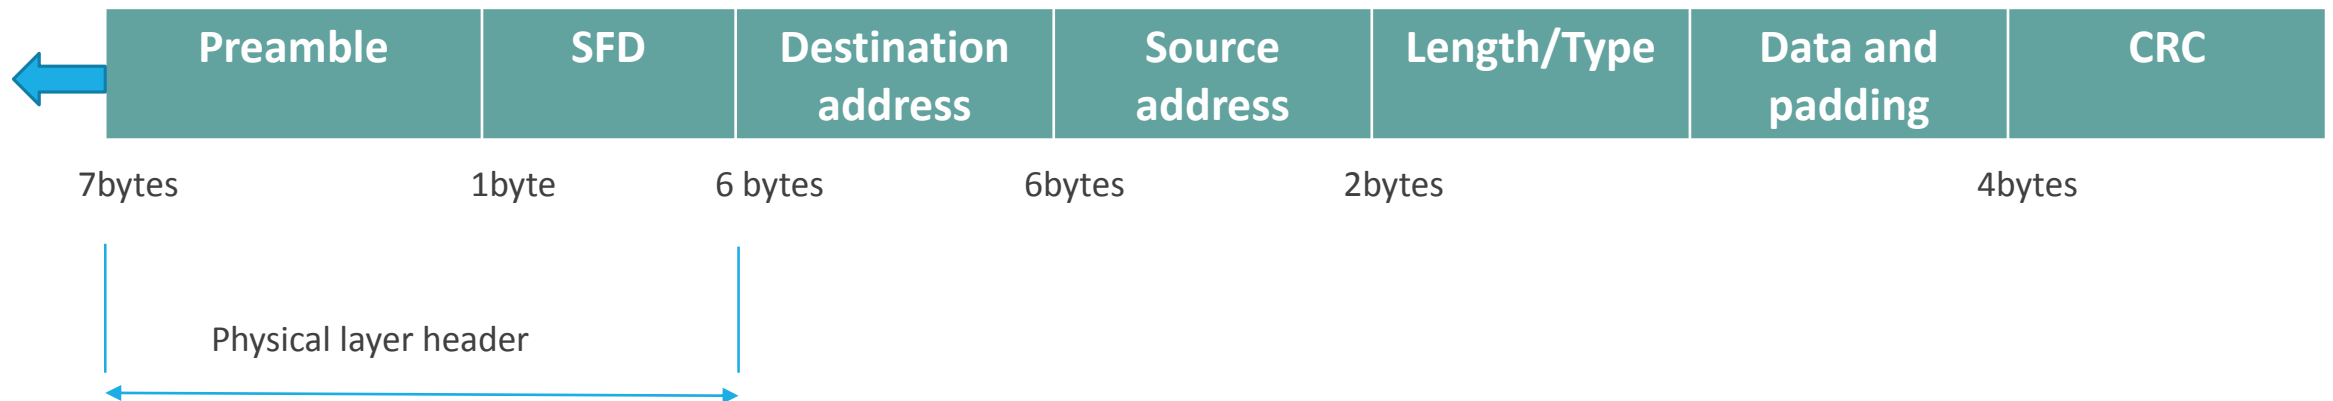 Preamble
SFD
Destination
address
Source
address
Length/Type
Data and
padding
CRC
7bytes
1byte
6 bytes
6bytes
2bytes
4bytes
Physical layer header